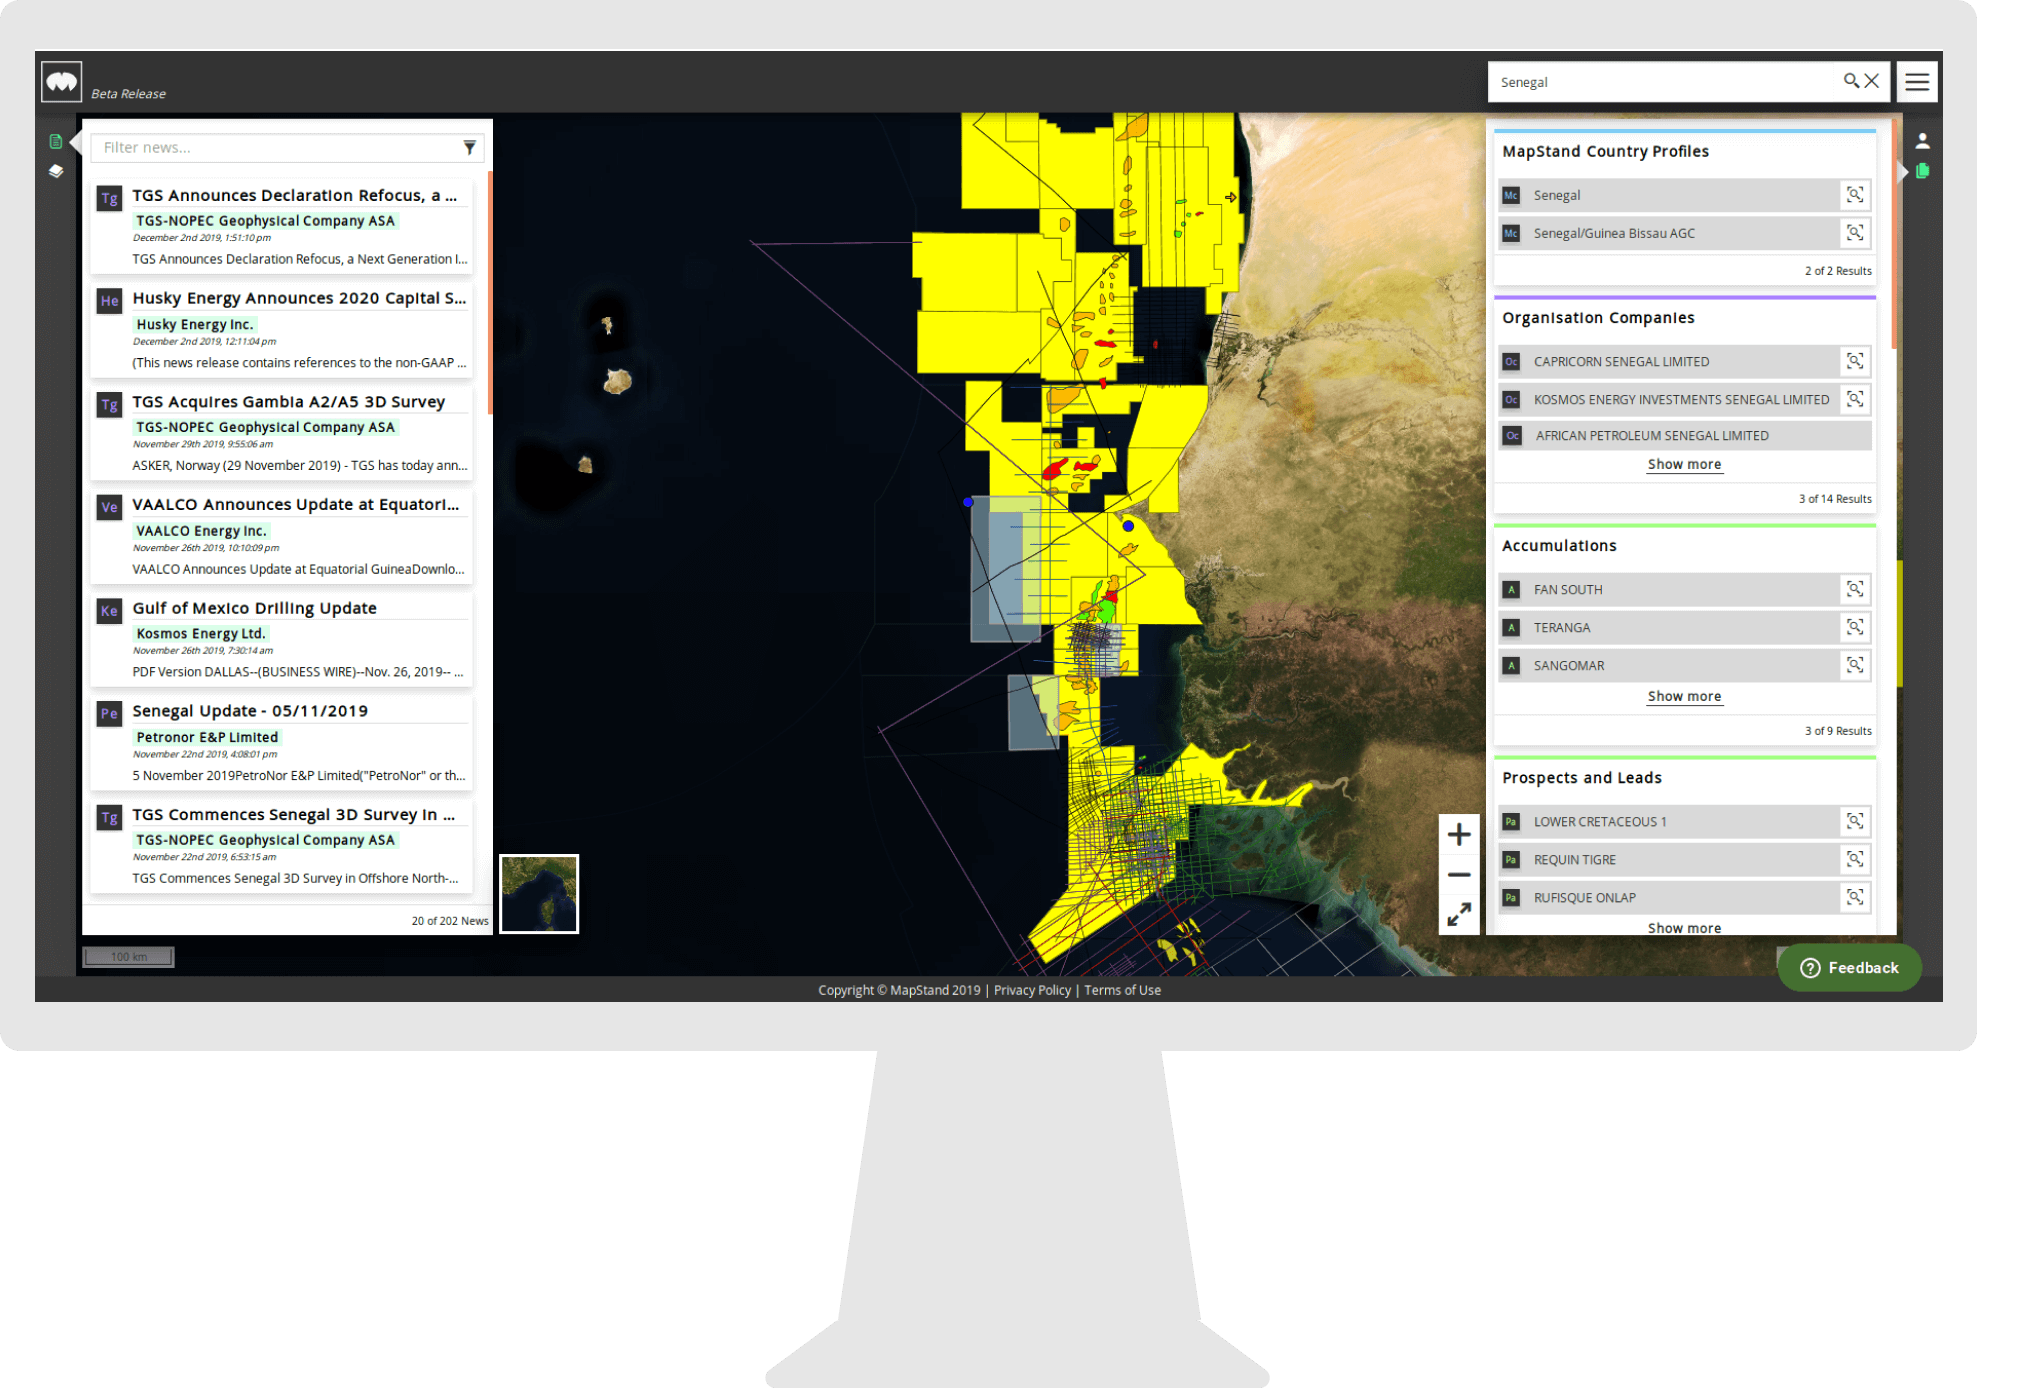 Beta Release
Senegal
Filter news...
Tg
TGS Announces Declaration Refocus, a ...
TGS-NOPEC Geophysical Company ASA
December 2nd 2019, 1:51:10 pm
TGS Announces Declaration Refocus, a Next Generation I...
He
Husky Energy Announces 2020 Capital S...
Husky Energy Inc.
December 2nd 2019, 12:11:04 pm
(This news release contains references to the non-GAAP ...
Tg
TGS Acquires Gambia A2/A5 3D Survey
TGS-NOPEC Geophysical Company ASA
November 29th 2019, 9:55:06 am
ASKER, Norway (29 November 2019) - TGS has today ann...
Ve
VAALCO Announces Update at Equatori...
VAALCO Energy Inc.
November 26th 2019, 10:10:09 pm
VAALCO Announces Update at Equatorial GuineaDownlo...
Ke
Gulf of Mexico Drilling Update
Kosmos Energy Ltd.
November 26th 2019, 7:30:14 am
PDF Version DALLAS--(BUSINESS WIRE)--Nov. 26, 2019-- ...
Pe
Senegal Update - 05/11/2019
Petronor E&P Limited
November 22nd 2019, 4:08:01 pm
5 November 2019PetroNor E&P Limited("PetroNor" or th...
Tg
TGS Commences Senegal 3D Survey in ...
TGS-NOPEC Geophysical Company ASA
November 22nd 2019, 6:53:15 am
TGS Commences Senegal 3D Survey in Offshore North-...
20 of 202 News
100 km
MapStand Country Profiles
Mc Senegal
Mc Senegal/Guinea Bissau AGC
2 of 2 Results
Organisation Companies
Oc CAPRICORN SENEGAL LIMITED
Oc KOSMOS ENERGY INVESTMENTS SENEGAL LIMITED
Oc AFRICAN PETROLEUM SENEGAL LIMITED
Show more
3 of 14 Results
Accumulations
A FAN SOUTH
A TERANGA
A SANGOMAR
Show more
3 of 9 Results
Prospects and Leads
Pa LOWER CRETACEOUS 1
Pa REQUIN TIGRE
Pa RUFISQUE ONLAP
Show more
Feedback
Copyright © MapStand 2019 | Privacy Policy | Terms of Use